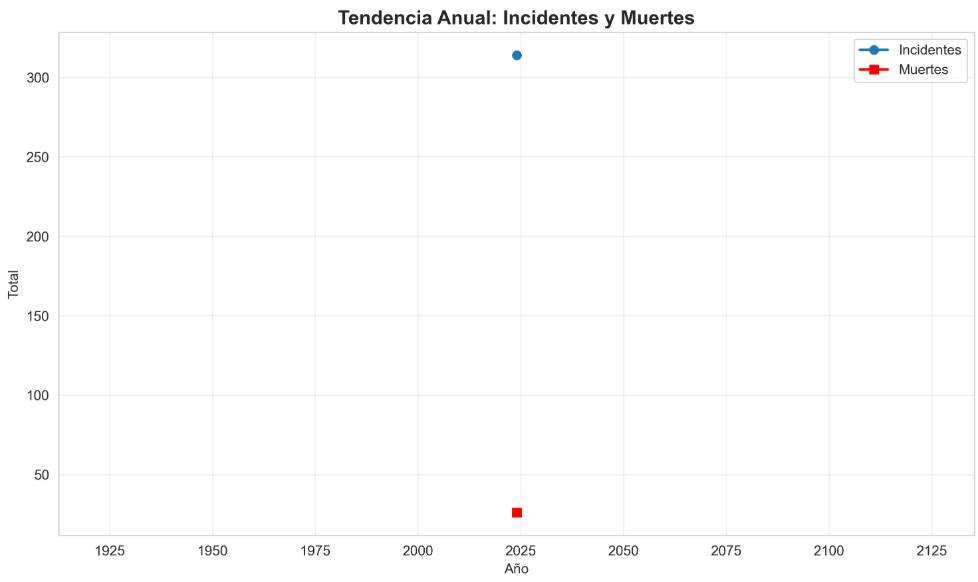 Tendencia Anual: Incidentes y Muertes
Incidentes
Muertes
300
250
200
150
100
50
Total
1925 1950 1975 2000 2025 2050 2075 2100 2125
Año